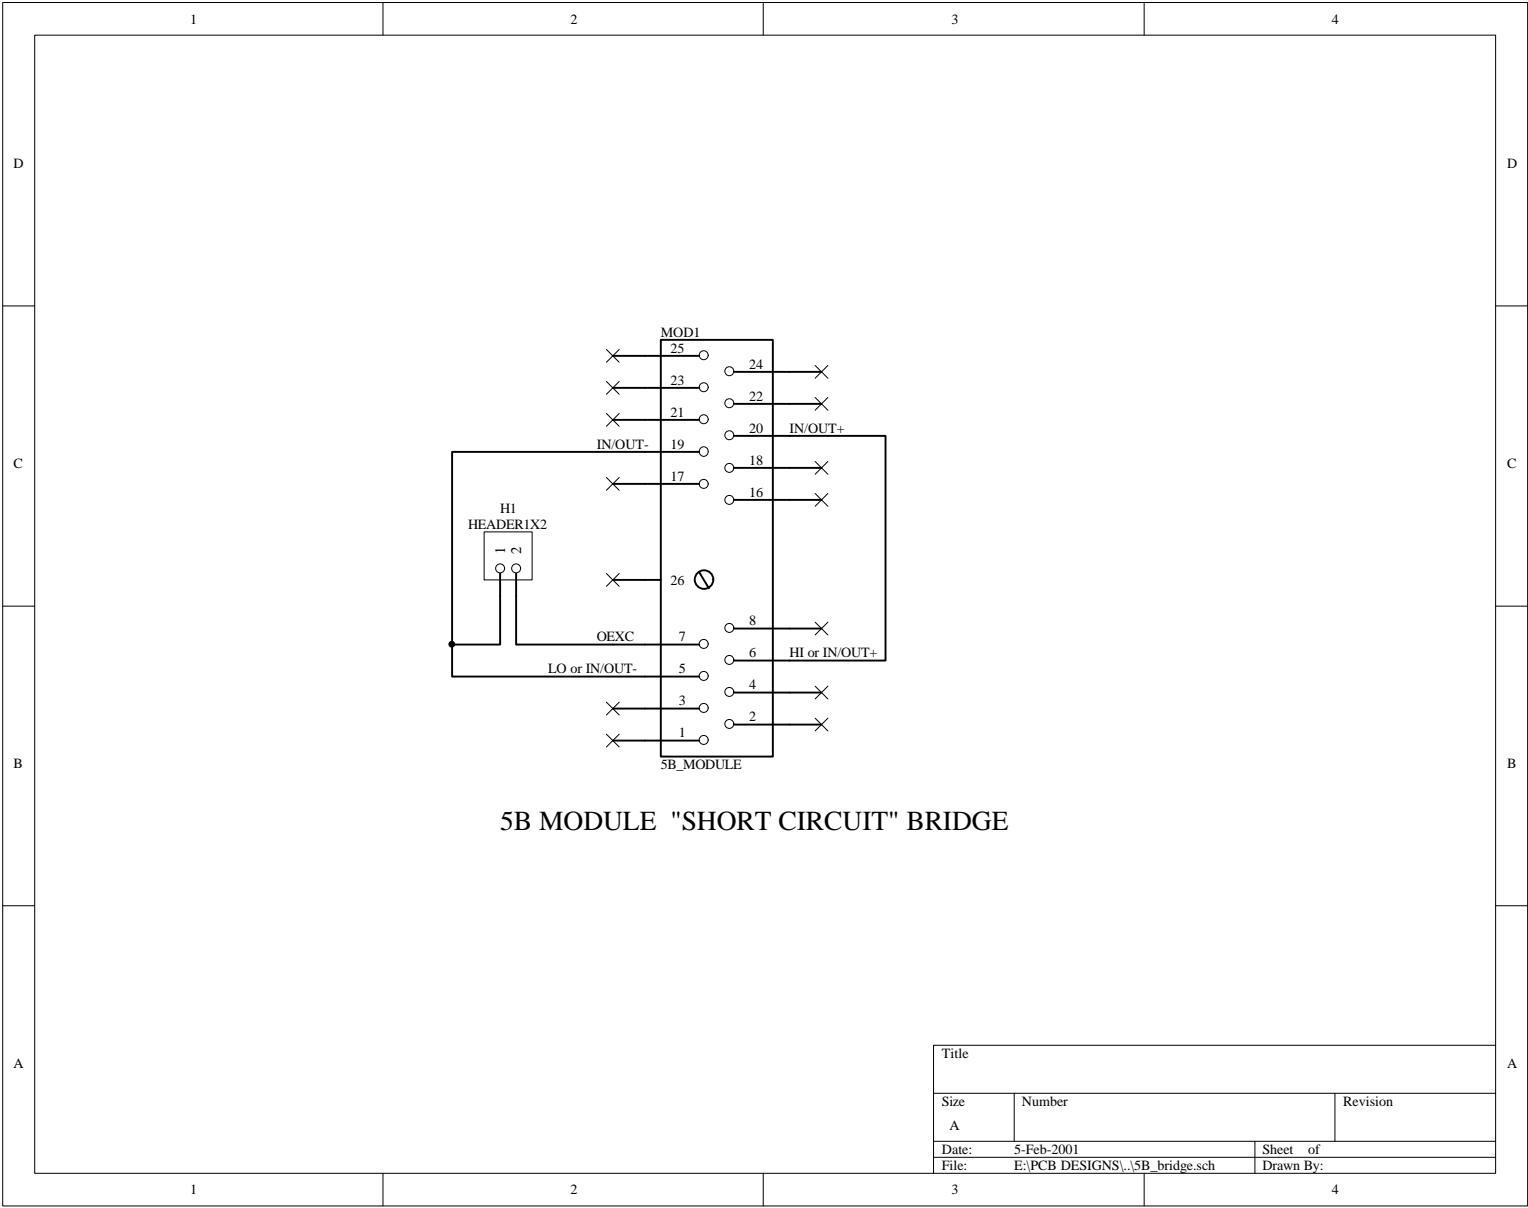 1 2 3 4
D D
MOD1
25
24
23
22
21
20 IN/OUT+
IN/OUT- 19
C C
18
17
16
H1
HEADER1X2
1 2
26
8
OEXC 7
6 HI or IN/OUT+
LO or IN/OUT- 5
4
3
2
1
5B_MODULE
B B
5B MODULE "SHORT CIRCUIT" BRIDGE
A A
Title
Size Number Revision
A
Date: 5-Feb-2001 Sheet of
File: E:\PCB DESIGNS\..\5B_bridge.sch Drawn By:
1 2 3 4